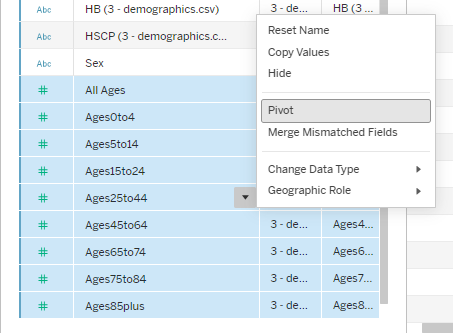 Abc HB (3 - demographics.csv) 3 - de... HB (3 ...
Abc HSCP (3 - demographics.c...
Abc Sex
# All Ages
# Ages0to4
# Ages5to14
# Ages15to24
# Ages25to44
# Ages45to64 3 - de... Ages4...
# Ages65to74 3 - de... Ages6...
# Ages75to84 3 - de... Ages7...
# Ages85plus 3 - de... Ages8...
Reset Name
Copy Values
Hide
Pivot
Merge Mismatched Fields
Change Data Type
Geographic Role